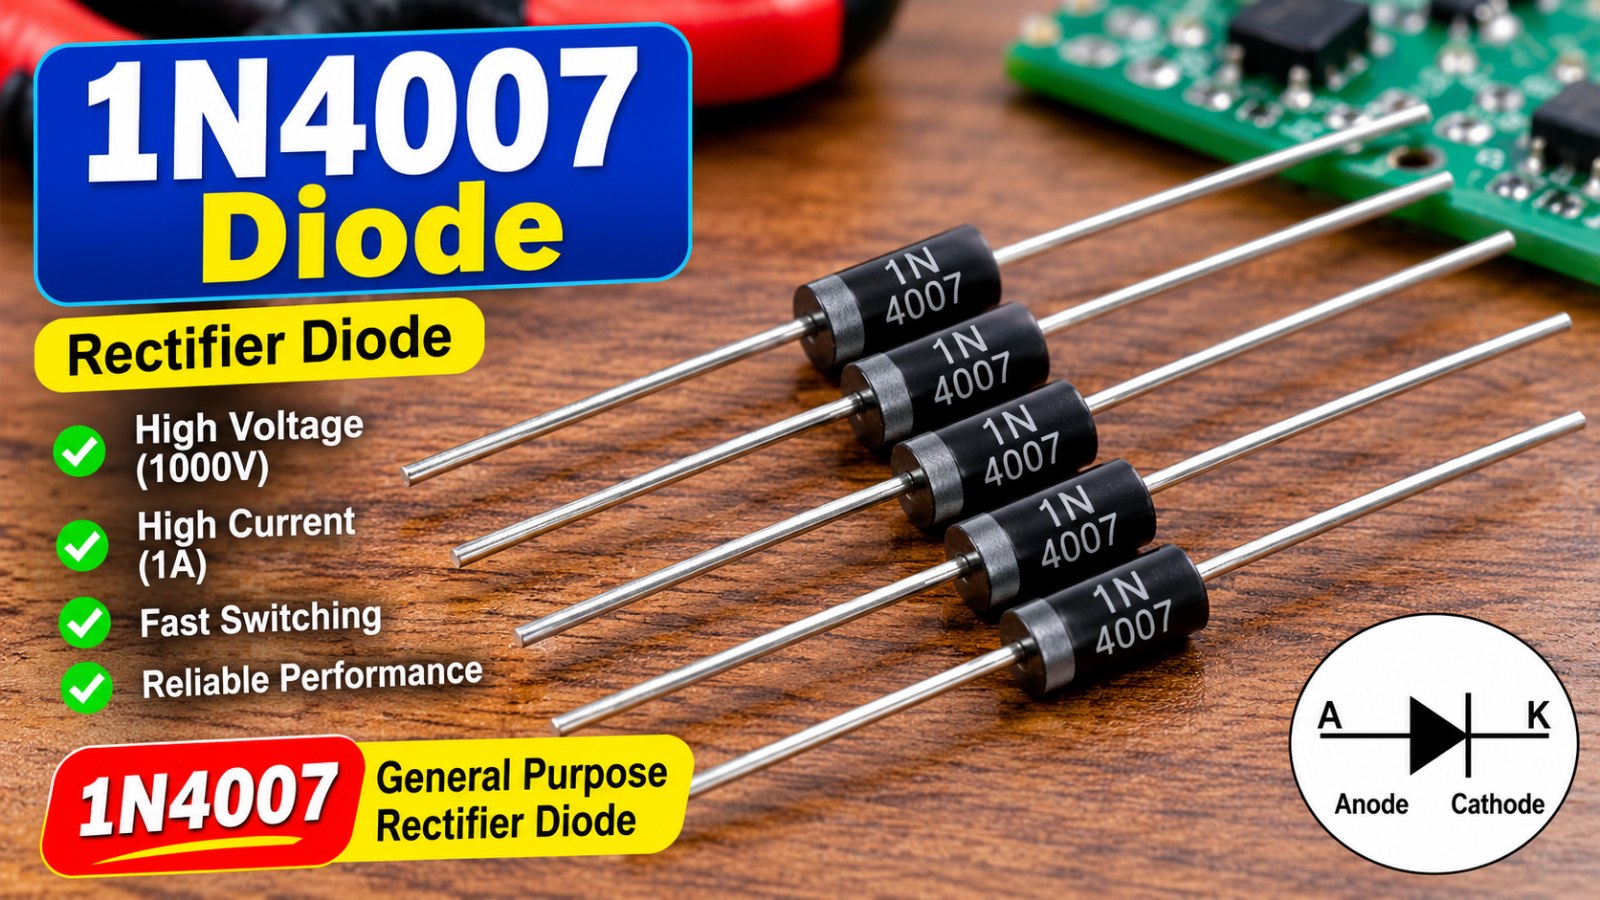 1N4007
Diode
Rectifier Diode
High Voltage
(1000V)
High Current
(1A)
Fast Switching
Reliable Performance
1N4007
General Purpose
Rectifier Diode
1N
4007
1N
4007
1N
4007
1N
4007
1N
4007
A
K
Anode
Cathode